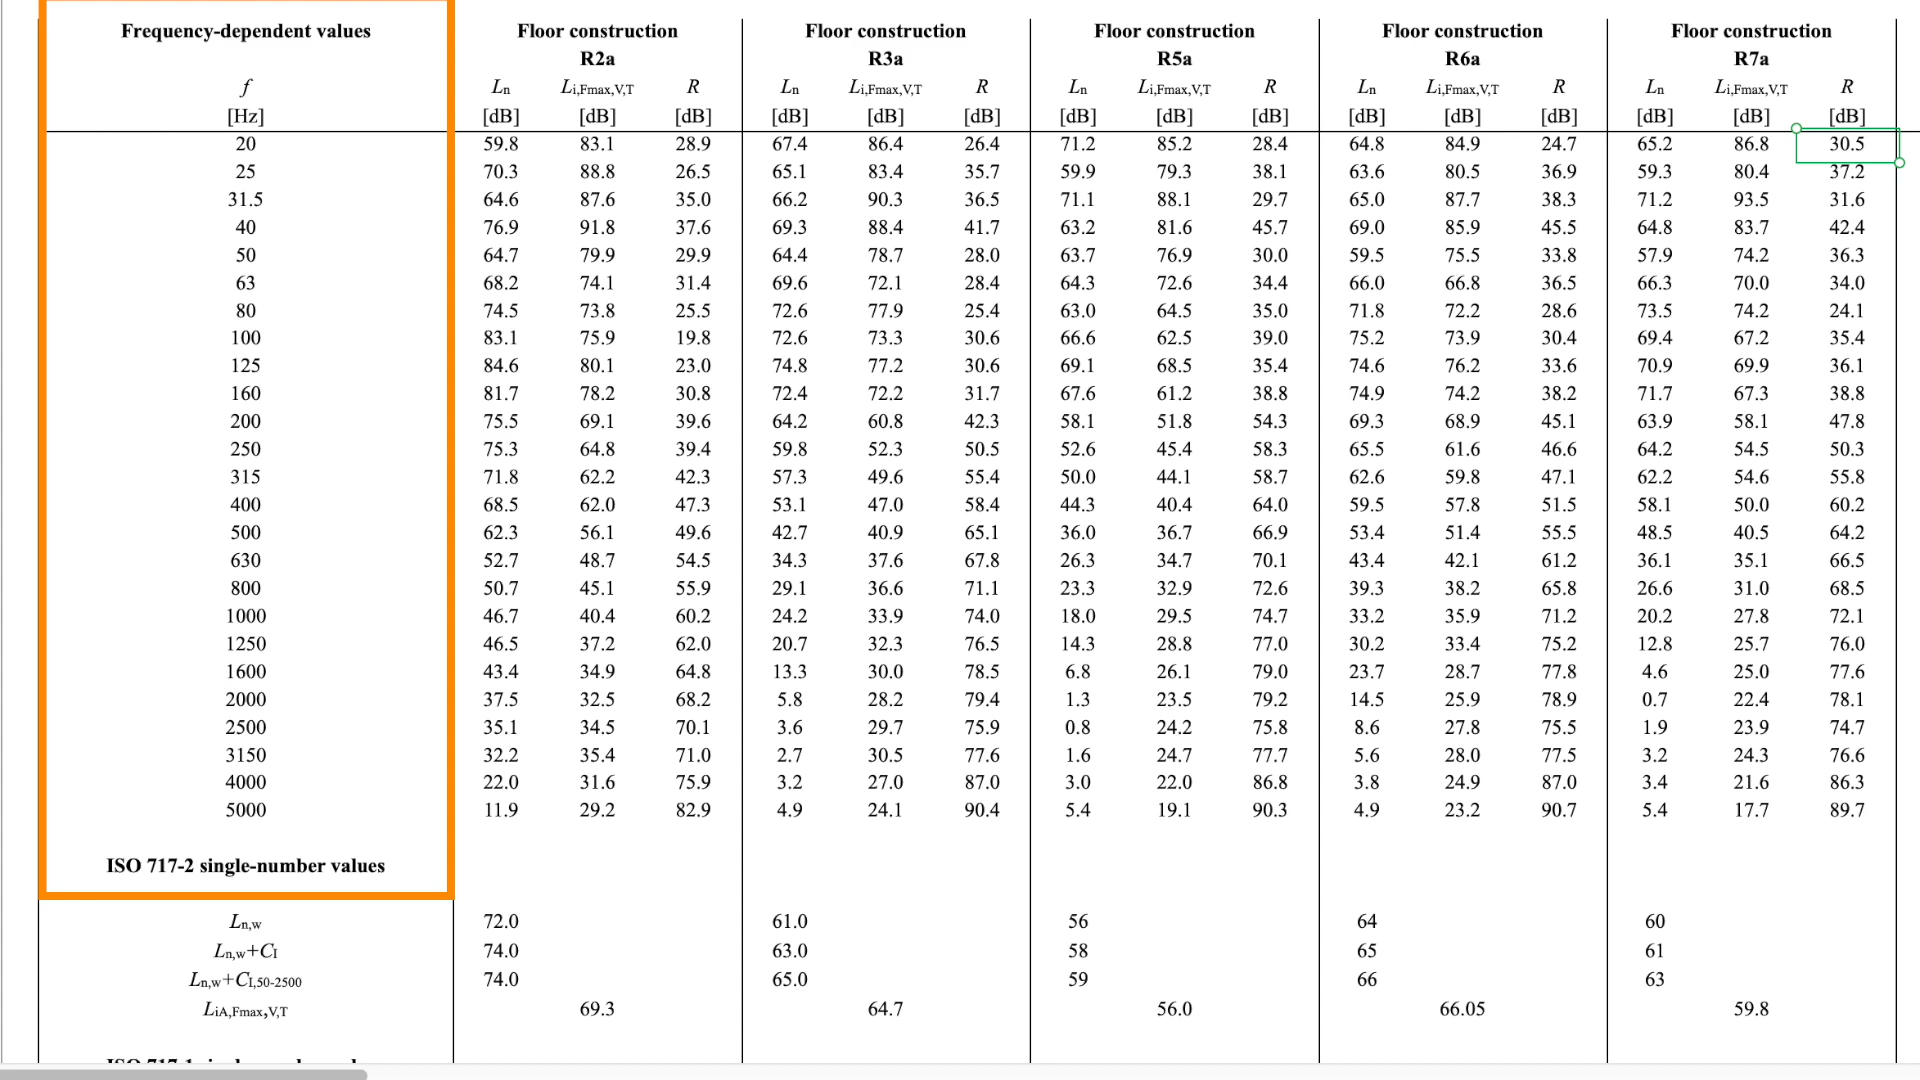 Frequency-dependent values Floor construction Floor construction Floor construction Floor construction Floor construction
R2a R3a R5a R6a R7a
f Ln Li,Fmax,V,T R Ln Li,Fmax,V,T R Ln Li,Fmax,V,T R Ln Li,Fmax,V,T R Ln Li,Fmax,V,T R
[Hz] [dB] [dB] [dB] [dB] [dB] [dB] [dB] [dB] [dB] [dB] [dB] [dB] [dB] [dB] [dB]
20 59.8 83.1 28.9 67.4 86.4 26.4 71.2 85.2 28.4 64.8 84.9 24.7 65.2 86.8 30.5
25 70.3 88.8 26.5 65.1 83.4 35.7 59.9 79.3 38.1 63.6 80.5 36.9 59.3 80.4 37.2
31.5 64.6 87.6 35.0 66.2 90.3 36.5 71.1 88.1 29.7 65.0 87.7 38.3 71.2 93.5 31.6
40 76.9 91.8 37.6 69.3 88.4 41.7 63.2 81.6 45.7 69.0 85.9 45.5 64.8 83.7 42.4
50 64.7 79.9 29.9 64.4 78.7 28.0 63.7 76.9 30.0 59.5 75.5 33.8 57.9 74.2 36.3
63 68.2 74.1 31.4 69.6 72.1 28.4 64.3 72.6 34.4 66.0 66.8 36.5 66.3 70.0 34.0
80 74.5 73.8 25.5 72.6 77.9 25.4 63.0 64.5 35.0 71.8 72.2 28.6 73.5 74.2 24.1
100 83.1 75.9 19.8 72.6 73.3 30.6 66.6 62.5 39.0 75.2 73.9 30.4 69.4 67.2 35.4
125 84.6 80.1 23.0 74.8 77.2 30.6 69.1 68.5 35.4 74.6 76.2 33.6 70.9 69.9 36.1
160 81.7 78.2 30.8 72.4 72.2 31.7 67.6 61.2 38.8 74.9 74.2 38.2 71.7 67.3 38.8
200 75.5 69.1 39.6 64.2 60.8 42.3 58.1 51.8 54.3 69.3 68.9 45.1 63.9 58.1 47.8
250 75.3 64.8 39.4 59.8 52.3 50.5 52.6 45.4 58.3 65.5 61.6 46.6 64.2 54.5 50.3
315 71.8 62.2 42.3 57.3 49.6 55.4 50.0 44.1 58.7 62.6 59.8 47.1 62.2 54.6 55.8
400 68.5 62.0 47.3 53.1 47.0 58.4 44.3 40.4 64.0 59.5 57.8 51.5 58.1 50.0 60.2
500 62.3 56.1 49.6 42.7 40.9 65.1 36.0 36.7 66.9 53.4 51.4 55.5 48.5 40.5 64.2
630 52.7 48.7 54.5 34.3 37.6 67.8 26.3 34.7 70.1 43.4 42.1 61.2 36.1 35.1 66.5
800 50.7 45.1 55.9 29.1 36.6 71.1 23.3 32.9 72.6 39.3 38.2 65.8 26.6 31.0 68.5
1000 46.7 40.4 60.2 24.2 33.9 74.0 18.0 29.5 74.7 33.2 35.9 71.2 20.2 27.8 72.1
1250 46.5 37.2 62.0 20.7 32.3 76.5 14.3 28.8 77.0 30.2 33.4 75.2 12.8 25.7 76.0
1600 43.4 34.9 64.8 13.3 30.0 78.5 6.8 26.1 79.0 23.7 28.7 77.8 4.6 25.0 77.6
2000 37.5 32.5 68.2 5.8 28.2 79.4 1.3 23.5 79.2 14.5 25.9 78.9 0.7 22.4 78.1
2500 35.1 34.5 70.1 3.6 29.7 75.9 0.8 24.2 75.8 8.6 27.8 75.5 1.9 23.9 74.7
3150 32.2 35.4 71.0 2.7 30.5 77.6 1.6 24.7 77.7 5.6 28.0 77.5 3.2 24.3 76.6
4000 22.0 31.6 75.9 3.2 27.0 87.0 3.0 22.0 86.8 3.8 24.9 87.0 3.4 21.6 86.3
5000 11.9 29.2 82.9 4.9 24.1 90.4 5.4 19.1 90.3 4.9 23.2 90.7 5.4 17.7 89.7
ISO 717-2 single-number values
Ln,w 72.0 61.0 56 64 60
Ln,w+CI 74.0 63.0 58 65 61
Ln,w+CI,50-2500 74.0 65.0 59 66 63
LiA,Fmax,V,T 69.3 64.7 56.0 66.05 59.8